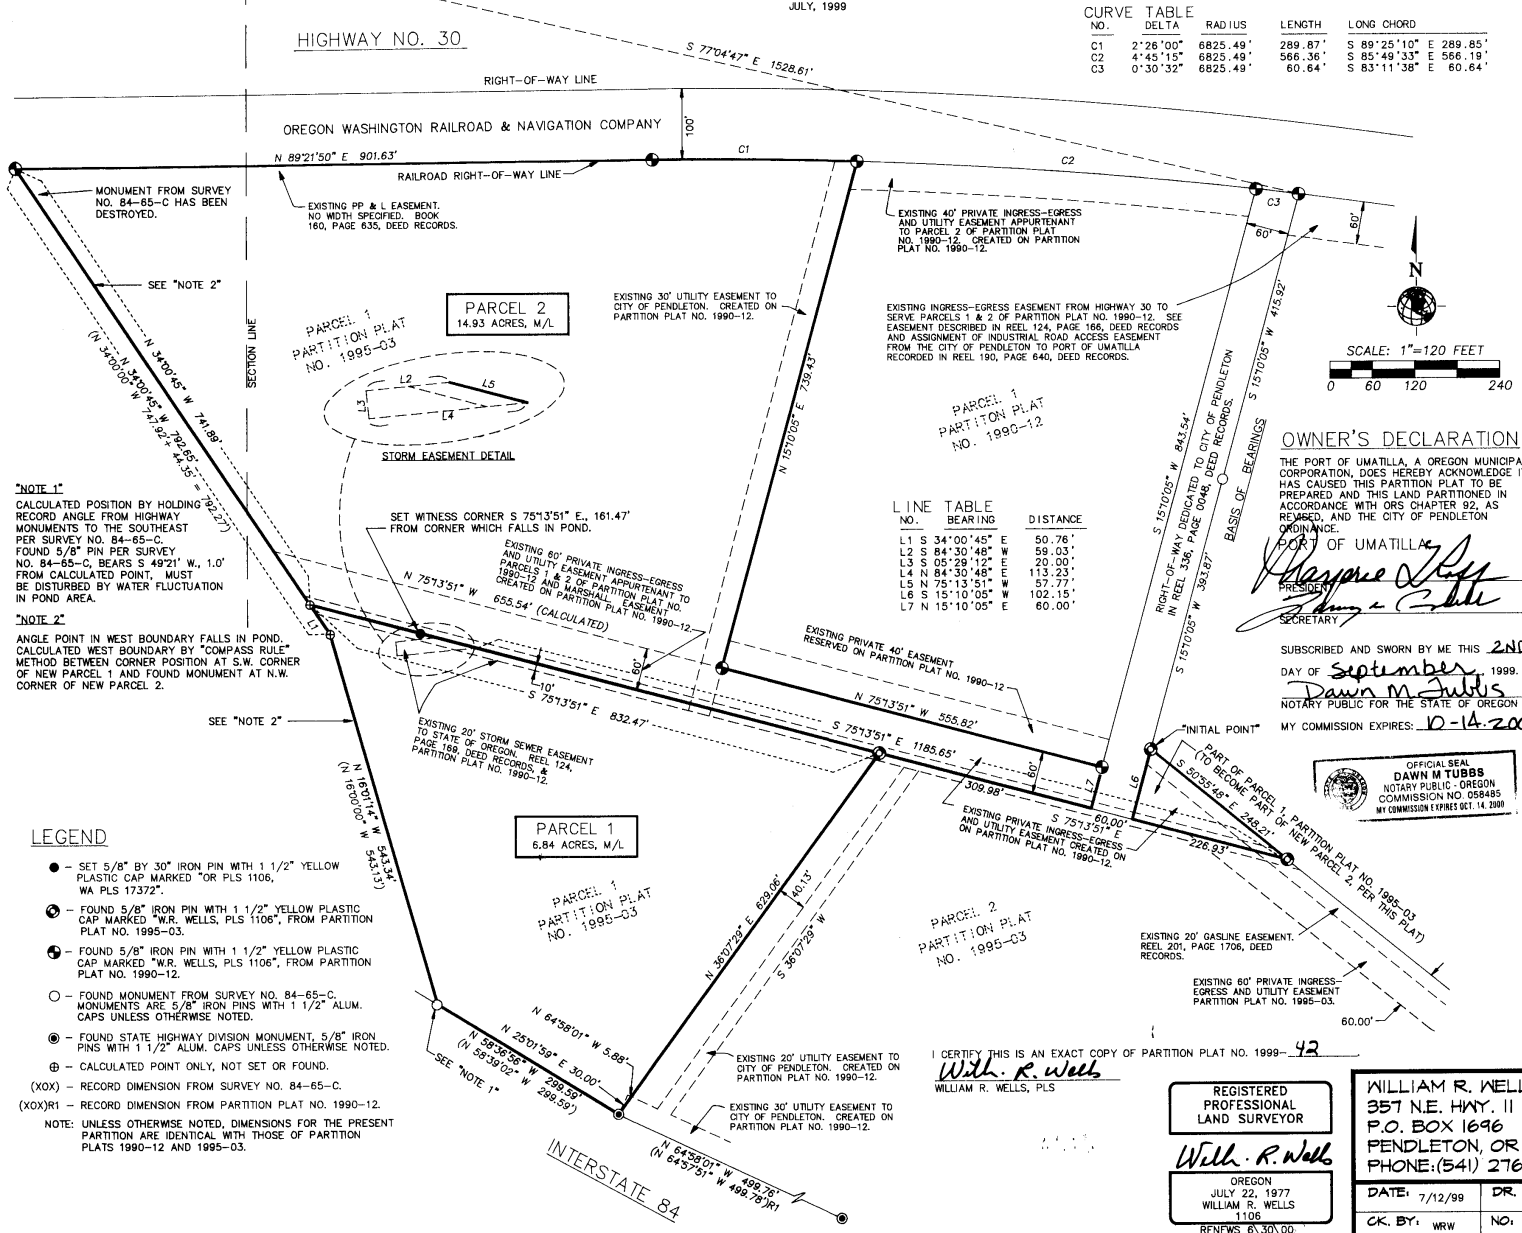 JULY, 1999
HIGHWAY NO. 30
S 77°04'47" E 1528.61'
CURVE TABLE
NO. DELTA RADIUS LENGTH LONG CHORD
C1 2°26'00" 6825.49' 289.87' S 89°25'10" E 289.85'
C2 4°45'15" 6825.49' 566.36' S 85°49'33" E 566.19'
C3 0°30'32" 6825.49' 60.64' S 83°11'38" E 60.64'
RIGHT-OF-WAY LINE
OREGON WASHINGTON RAILROAD & NAVIGATION COMPANY
100'
N 89°21'50" E 901.63'
C1
C2
C3
RAILROAD RIGHT-OF-WAY LINE
MONUMENT FROM SURVEY
NO. 84-65-C HAS BEEN
DESTROYED.
EXISTING PP & L EASEMENT.
NO WIDTH SPECIFIED. BOOK
160, PAGE 635, DEED RECORDS.
EXISTING 40' PRIVATE INGRESS-EGRESS
AND UTILITY EASEMENT APPURTENANT
TO PARCEL 2 OF PARTITION PLAT
NO. 1990-12. CREATED ON PARTITION
PLAT NO. 1990-12.
60'
60'
N
SEE "NOTE 2"
SECTION LINE
PARCEL 1
PARTITION PLAT
NO. 1995-03
PARCEL 2
14.93 ACRES, M/L
EXISTING 30' UTILITY EASEMENT TO
CITY OF PENDLETON. CREATED ON
PARTITION PLAT NO. 1990-12.
EXISTING INGRESS-EGRESS EASEMENT FROM HIGHWAY 30 TO
SERVE PARCELS 1 & 2 OF PARTITION PLAT NO. 1990-12. SEE
EASEMENT DESCRIBED IN REEL 124, PAGE 166, DEED RECORDS
AND ASSIGNMENT OF INDUSTRIAL ROAD ACCESS EASEMENT
FROM THE CITY OF PENDLETON TO PORT OF UMATILLA
RECORDED IN REEL 190, PAGE 640, DEED RECORDS.
S 15°10'05" W 415.92'
SCALE: 1"=120 FEET
0 60 120 240
N 34°00'45" W 741.89'
N 34°00'45" W 792.65'
(N 34°00'00" W 747.92'+ 44.35' = 792.27)
L2
L5
L3
L4
STORM EASEMENT DETAIL
N 15°10'05" E 739.43'
PARCEL 1
PARTITON PLAT
NO. 1990-12
S 15°10'05" W 843.54'
RIGHT-OF-WAY DEDICATED TO CITY OF PENDLETON
IN REEL 336, PAGE 0048, DEED RECORDS.
BASIS OF BEARINGS
S 15°10'05" W 393.87'
OWNER'S DECLARATION
THE PORT OF UMATILLA, A OREGON MUNICIPA
CORPORATION, DOES HEREBY ACKNOWLEDGE I
HAS CAUSED THIS PARTITION PLAT TO BE
PREPARED AND THIS LAND PARTITIONED IN
ACCORDANCE WITH ORS CHAPTER 92, AS
REVISED, AND THE CITY OF PENDLETON
ORDINANCE.
PORT OF UMATILLA
PRESIDENT
SECRETARY
SUBSCRIBED AND SWORN BY ME THIS 2ND
DAY OF September, 1999.
Dawn M Tubbs
NOTARY PUBLIC FOR THE STATE OF OREGON
MY COMMISSION EXPIRES: 10-14-200
OFFICIAL SEAL
DAWN M TUBBS
NOTARY PUBLIC - OREGON
COMMISSION NO. 058485
MY COMMISSION EXPIRES OCT. 14, 2000
"NOTE 1"
CALCULATED POSITION BY HOLDING
RECORD ANGLE FROM HIGHWAY
MONUMENTS TO THE SOUTHEAST
PER SURVEY NO. 84-65-C.
FOUND 5/8" PIN PER SURVEY
NO. 84-65-C, BEARS S 49°21' W., 1.0'
FROM CALCULATED POINT, MUST
BE DISTURBED BY WATER FLUCTUATION
IN POND AREA.
"NOTE 2"
ANGLE POINT IN WEST BOUNDARY FALLS IN POND.
CALCULATED WEST BOUNDARY BY "COMPASS RULE"
METHOD BETWEEN CORNER POSITION AT S.W. CORNER
OF NEW PARCEL 1 AND FOUND MONUMENT AT N.W.
CORNER OF NEW PARCEL 2.
SET WITNESS CORNER S 75°13'51" E., 161.47'
FROM CORNER WHICH FALLS IN POND.
EXISTING 60' PRIVATE INGRESS-EGRESS
AND UTILITY EASEMENT APPURTENANT TO
PARCELS 1 & 2 OF PARTITION PLAT NO.
1990-12 AND MARSHALL EASEMENT
CREATED ON PARTITION PLAT NO. 1990-12.
N 75°13'51" W 655.54' (CALCULATED)
LINE TABLE
NO. BEARING DISTANCE
L1 S 34°00'45" E 50.76'
L2 S 84°30'48" W 59.03'
L3 S 05°29'12" E 20.00'
L4 N 84°30'48" E 113.23'
L5 N 75°13'51" W 57.77'
L6 S 15°10'05" W 102.15'
L7 N 15°10'05" E 60.00'
L1
60'
10'
S 75°13'51" E 832.47'
EXISTING PRIVATE 40' EASEMENT
RESERVED ON PARTITION PLAT NO. 1990-12
N 75°13'51" W 555.82'
S 75°13'51" E 1185.65'
60'
L7
L6
"INITIAL POINT"
309.98'
60.00'
S 75°13'51" E
226.93'
S 50°55'48" E 248.21'
PART OF PARCEL 1, PARTITION PLAT NO. 1995-03
(TO BECOME PART OF NEW PARCEL 2, PER THIS PLAT)
SEE "NOTE 2"
EXISTING 20' STORM SEWER EASEMENT
TO STATE OF OREGON. REEL 124,
PAGE 169, DEED RECORDS, &
PARTITION PLAT NO. 1990-12.
EXISTING PRIVATE INGRESS-EGRESS
AND UTILITY EASEMENT CREATED ON
PARTITION PLAT NO. 1990-12.
N 16°01'14" W 543.34'
(N 16°00'00" W 543.13')
PARCEL 1
6.84 ACRES, M/L
PARCEL 1
PARTITION PLAT
NO. 1995-03
N 36°07'29" E 629.06'
40.13'
S 36°07'29" W
PARCEL 2
PARTITION PLAT
NO. 1995-03
EXISTING 20' GASLINE EASEMENT.
REEL 201, PAGE 1706, DEED
RECORDS.
EXISTING 60' PRIVATE INGRESS-
EGRESS AND UTILITY EASEMENT
PARTITION PLAT NO. 1995-03.
60.00'
LEGEND
- SET 5/8" BY 30" IRON PIN WITH 1 1/2" YELLOW
PLASTIC CAP MARKED "OR PLS 1106,
WA PLS 17372".
- FOUND 5/8" IRON PIN WITH 1 1/2" YELLOW PLASTIC
CAP MARKED "W.R. WELLS, PLS 1106", FROM PARTITION
PLAT NO. 1995-03.
- FOUND 5/8" IRON PIN WITH 1 1/2" YELLOW PLASTIC
CAP MARKED "W.R. WELLS, PLS 1106", FROM PARTITION
PLAT NO. 1990-12.
- FOUND MONUMENT FROM SURVEY NO. 84-65-C.
MONUMENTS ARE 5/8" IRON PINS WITH 1 1/2" ALUM.
CAPS UNLESS OTHERWISE NOTED.
- FOUND STATE HIGHWAY DIVISION MONUMENT, 5/8" IRON
PINS WITH 1 1/2" ALUM. CAPS UNLESS OTHERWISE NOTED.
- CALCULATED POINT ONLY, NOT SET OR FOUND.
(XOX) - RECORD DIMENSION FROM SURVEY NO. 84-65-C.
(XOX)R1 - RECORD DIMENSION FROM PARTITION PLAT NO. 1990-12.
NOTE: UNLESS OTHERWISE NOTED, DIMENSIONS FOR THE PRESENT
PARTITION ARE IDENTICAL WITH THOSE OF PARTITION
PLATS 1990-12 AND 1995-03.
N 64°58'01" W 5.88'
N 25°01'59" E 30.00'
N 58°36'56" W 299.59'
(N 58°39'02" W 299.59')
SEE "NOTE 1"
INTERSTATE 84
EXISTING 20' UTILITY EASEMENT TO
CITY OF PENDLETON. CREATED ON
PARTITION PLAT NO. 1990-12.
EXISTING 30' UTILITY EASEMENT TO
CITY OF PENDLETON. CREATED ON
PARTITION PLAT NO. 1990-12.
N 64°58'01" W 499.76'
(N 64°57'51" W 499.78')R1
I CERTIFY THIS IS AN EXACT COPY OF PARTITION PLAT NO. 1999- 42
Willi. R. Wells
WILLIAM R. WELLS, PLS
REGISTERED
PROFESSIONAL
LAND SURVEYOR
Willi. R. Wells
OREGON
JULY 22, 1977
WILLIAM R. WELLS
1106
RENEWS 6\30\00
WILLIAM R. WELL
357 N.E. HWY. 11
P.O. BOX 1696
PENDLETON, OR
PHONE:(541) 276
DATE: 7/12/99 DR.
CK. BY: WRW NO: